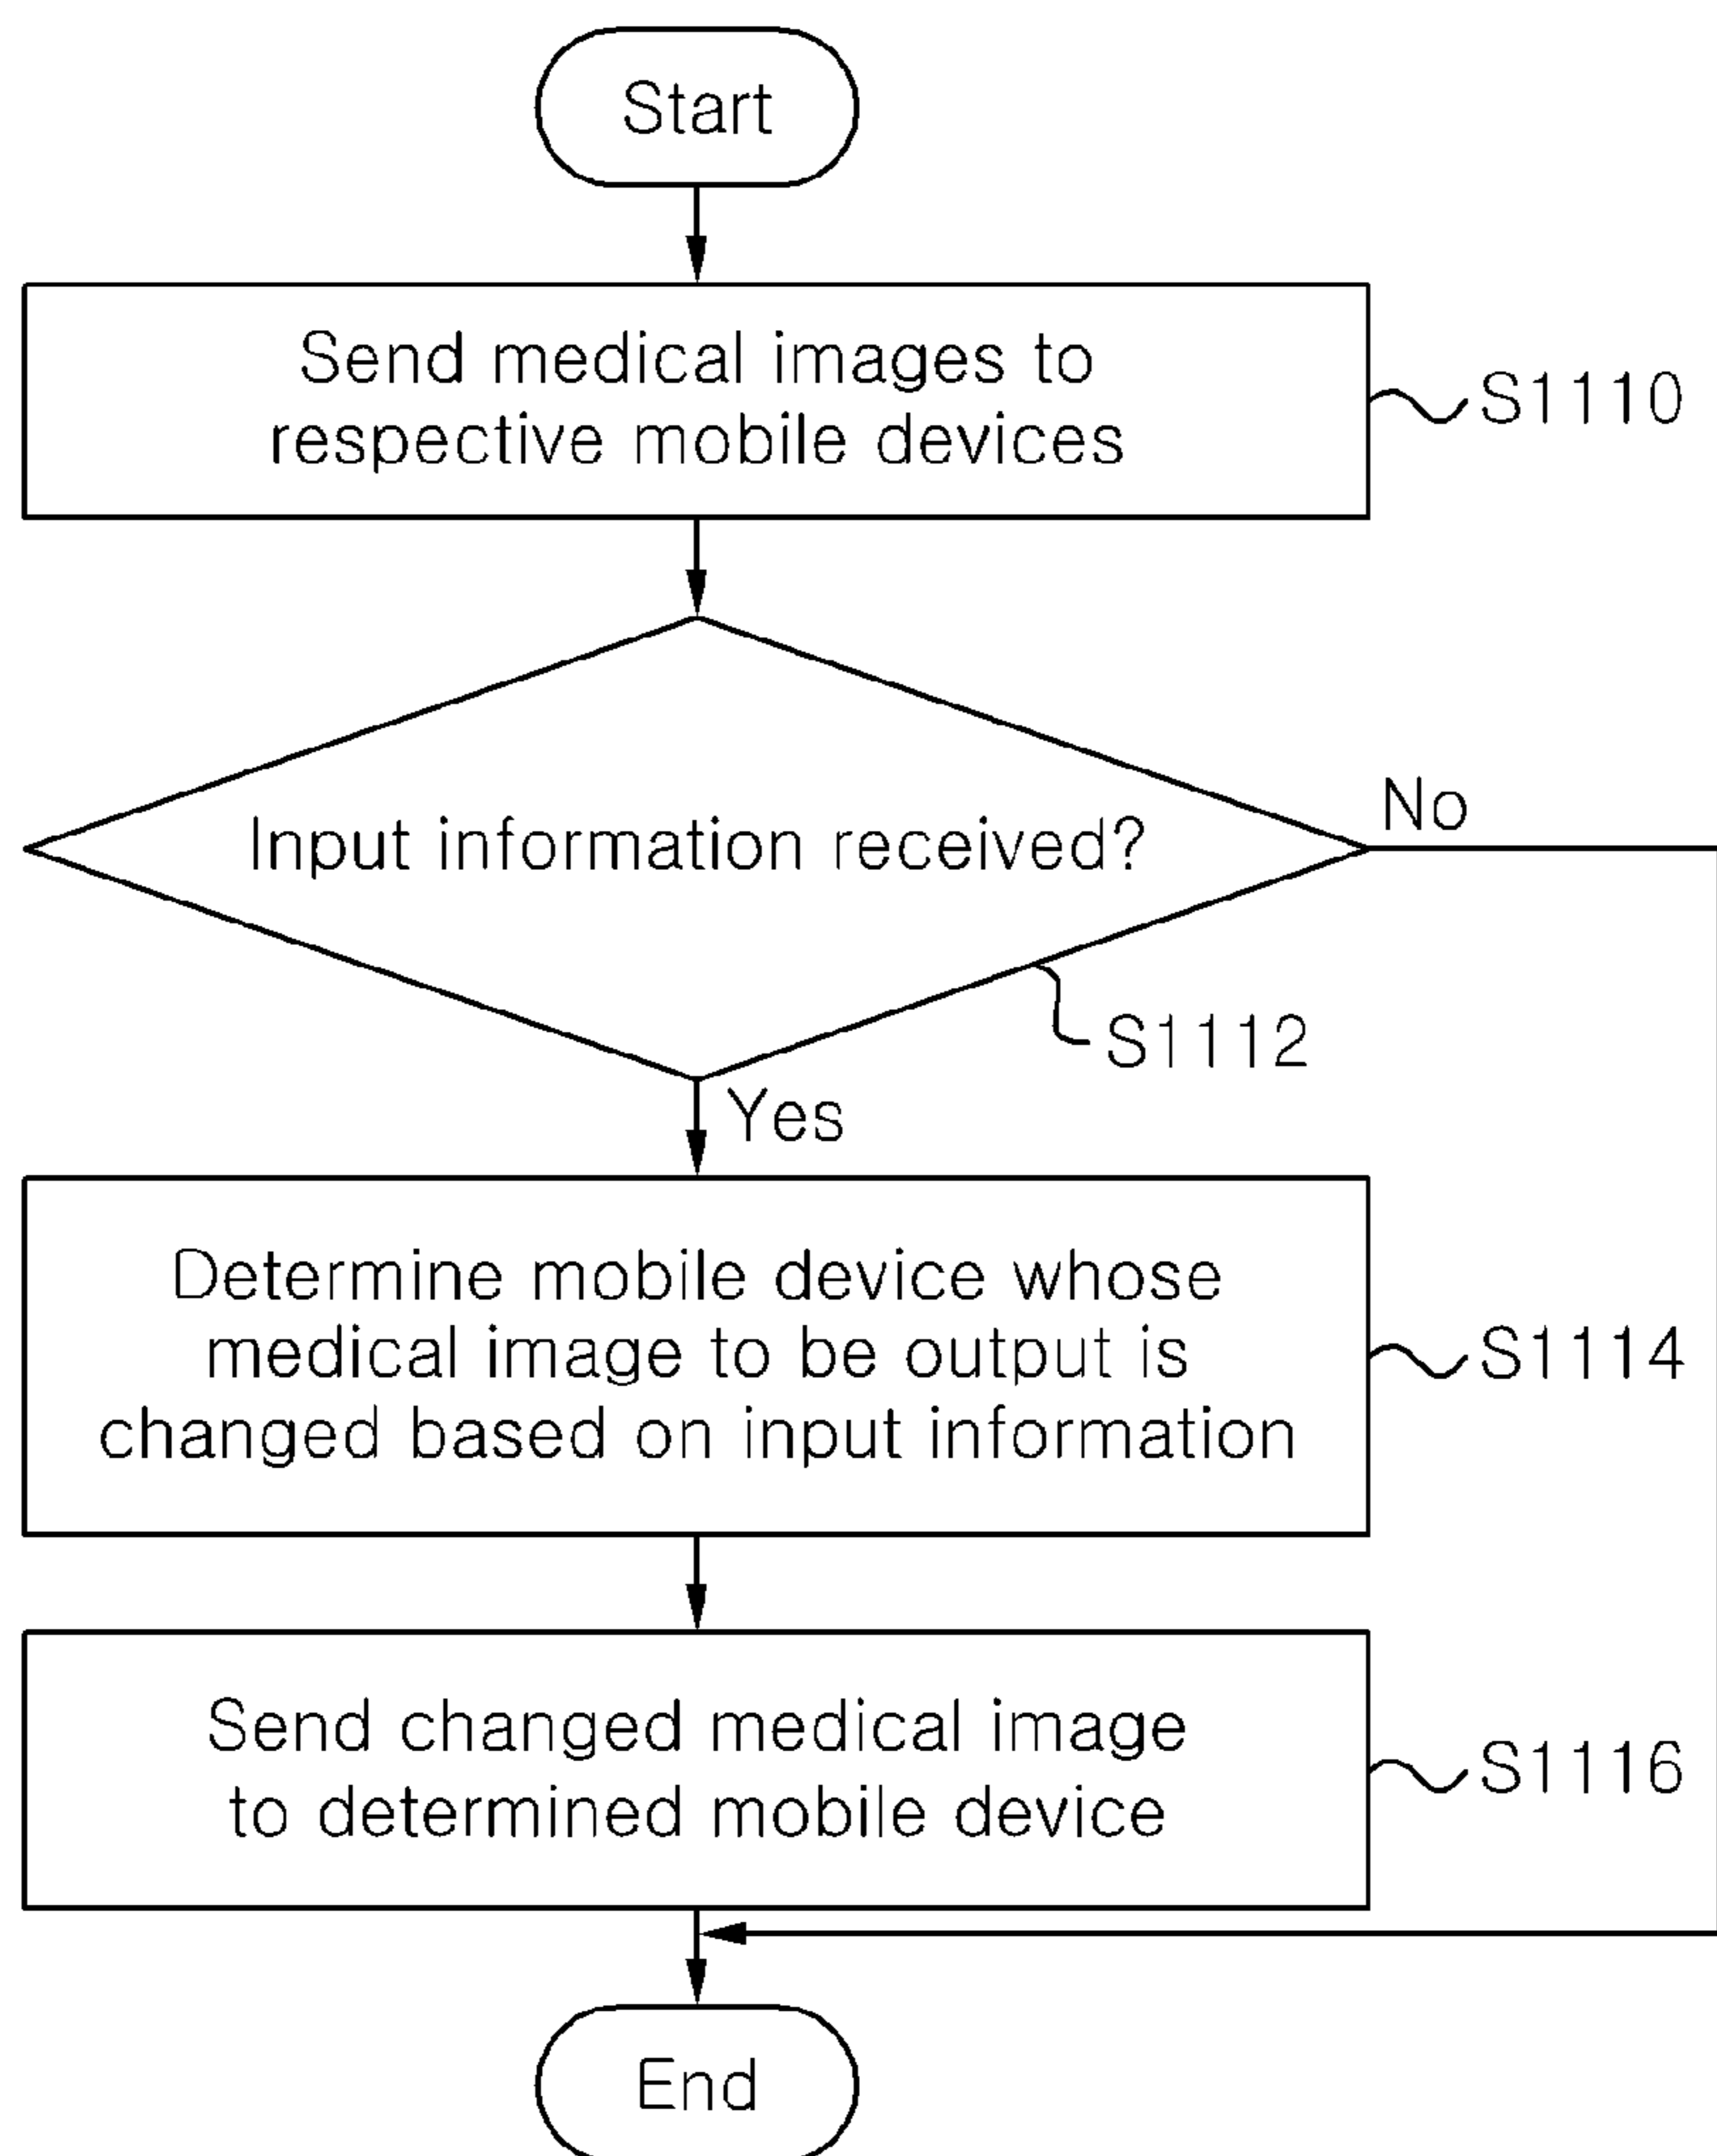 Start
Send medical images to
respective mobile devices
S1110
Input information received?
No
S1112
Yes
Determine mobile device whose
medical image to be output is
changed based on input information
S1114
Send changed medical image
to determined mobile device
S1116
End